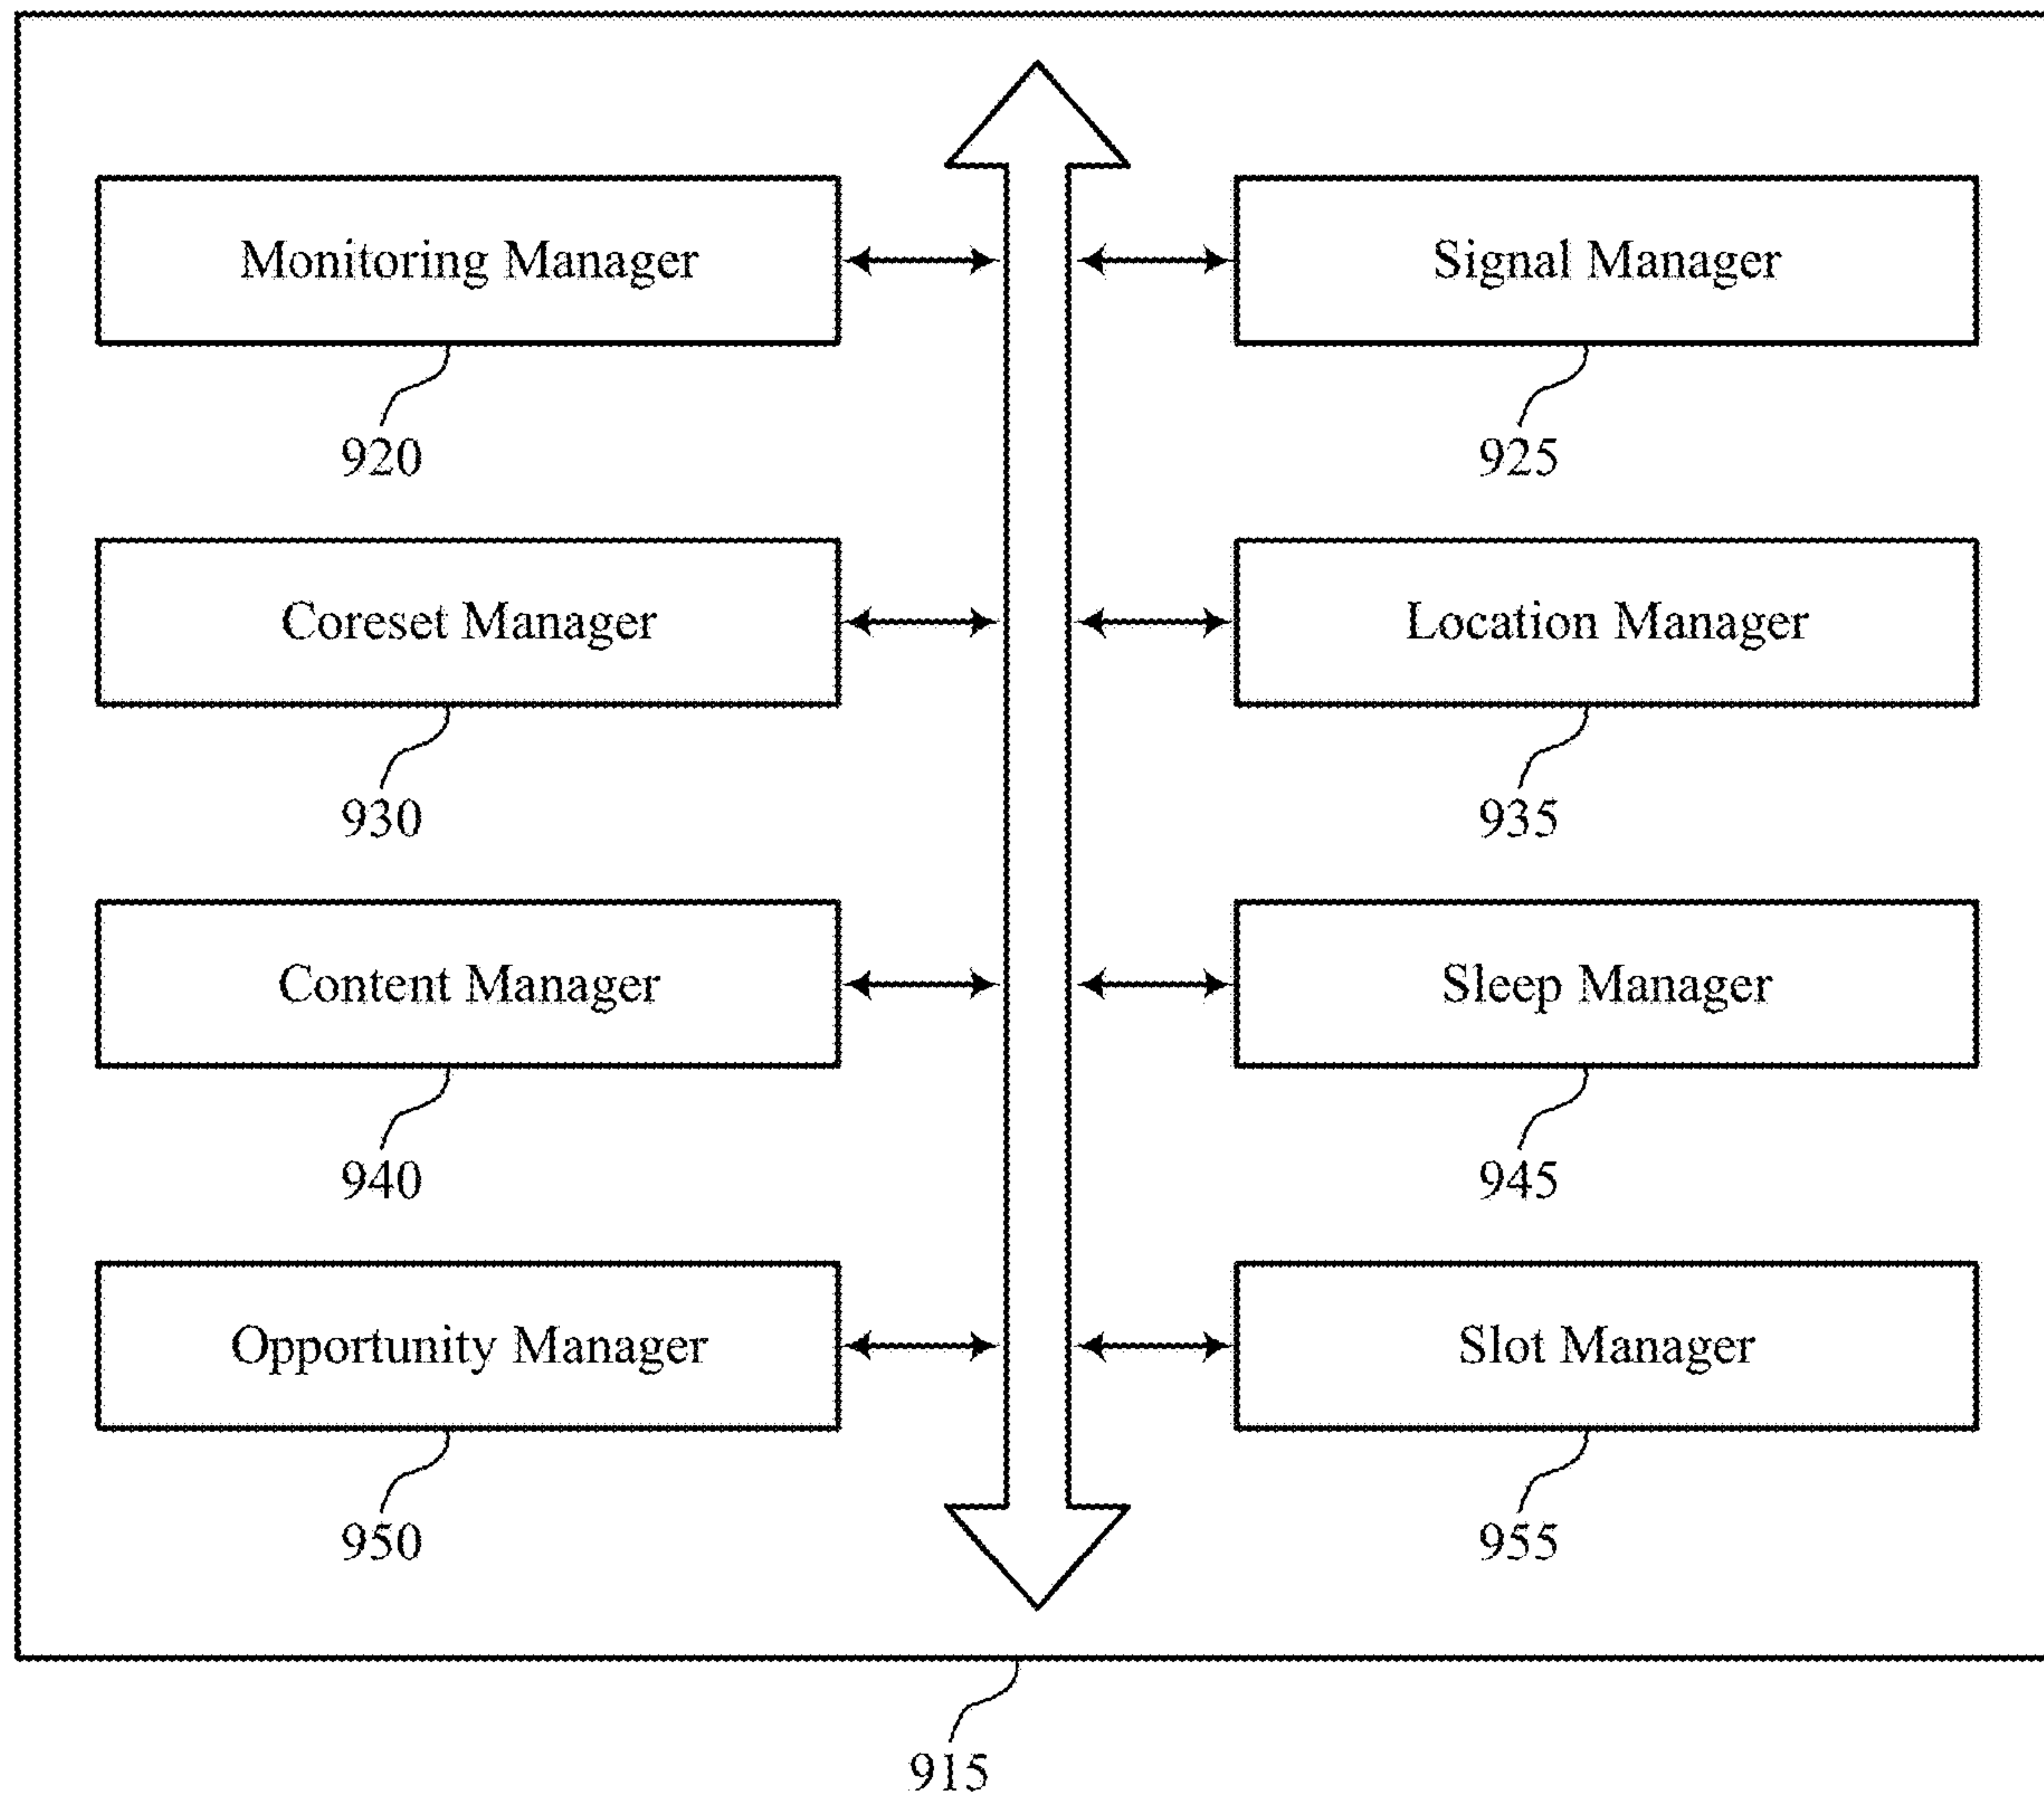 Monitoring Manager
Signal Manager
920
925
Coreset Manager
Location Manager
930
935
Content Manager
Sleep Manager
940
945
Opportunity Manager
Slot Manager
950
955
915